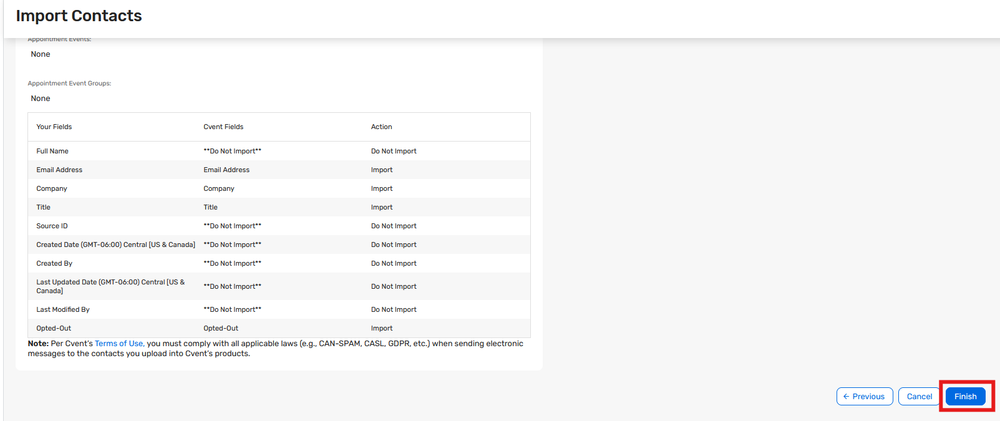 Import Contacts
Appointment Events:
None
Appointment Event Groups:
None
Your Fields Cvent Fields Action
Full Name **Do Not Import** Do Not Import
Email Address Email Address Import
Company Company Import
Title Title Import
Source ID **Do Not Import** Do Not Import
Created Date (GMT-06:00) Central [US & Canada] **Do Not Import** Do Not Import
Created By **Do Not Import** Do Not Import
Last Updated Date (GMT-06:00) Central [US &
Canada] **Do Not Import** Do Not Import
Last Modified By **Do Not Import** Do Not Import
Opted-Out Opted-Out Import
Note: Per Cvent's Terms of Use, you must comply with all applicable laws (e.g., CAN-SPAM, CASL, GDPR, etc.) when sending electronic
messages to the contacts you upload into Cvent's products.
← Previous Cancel Finish